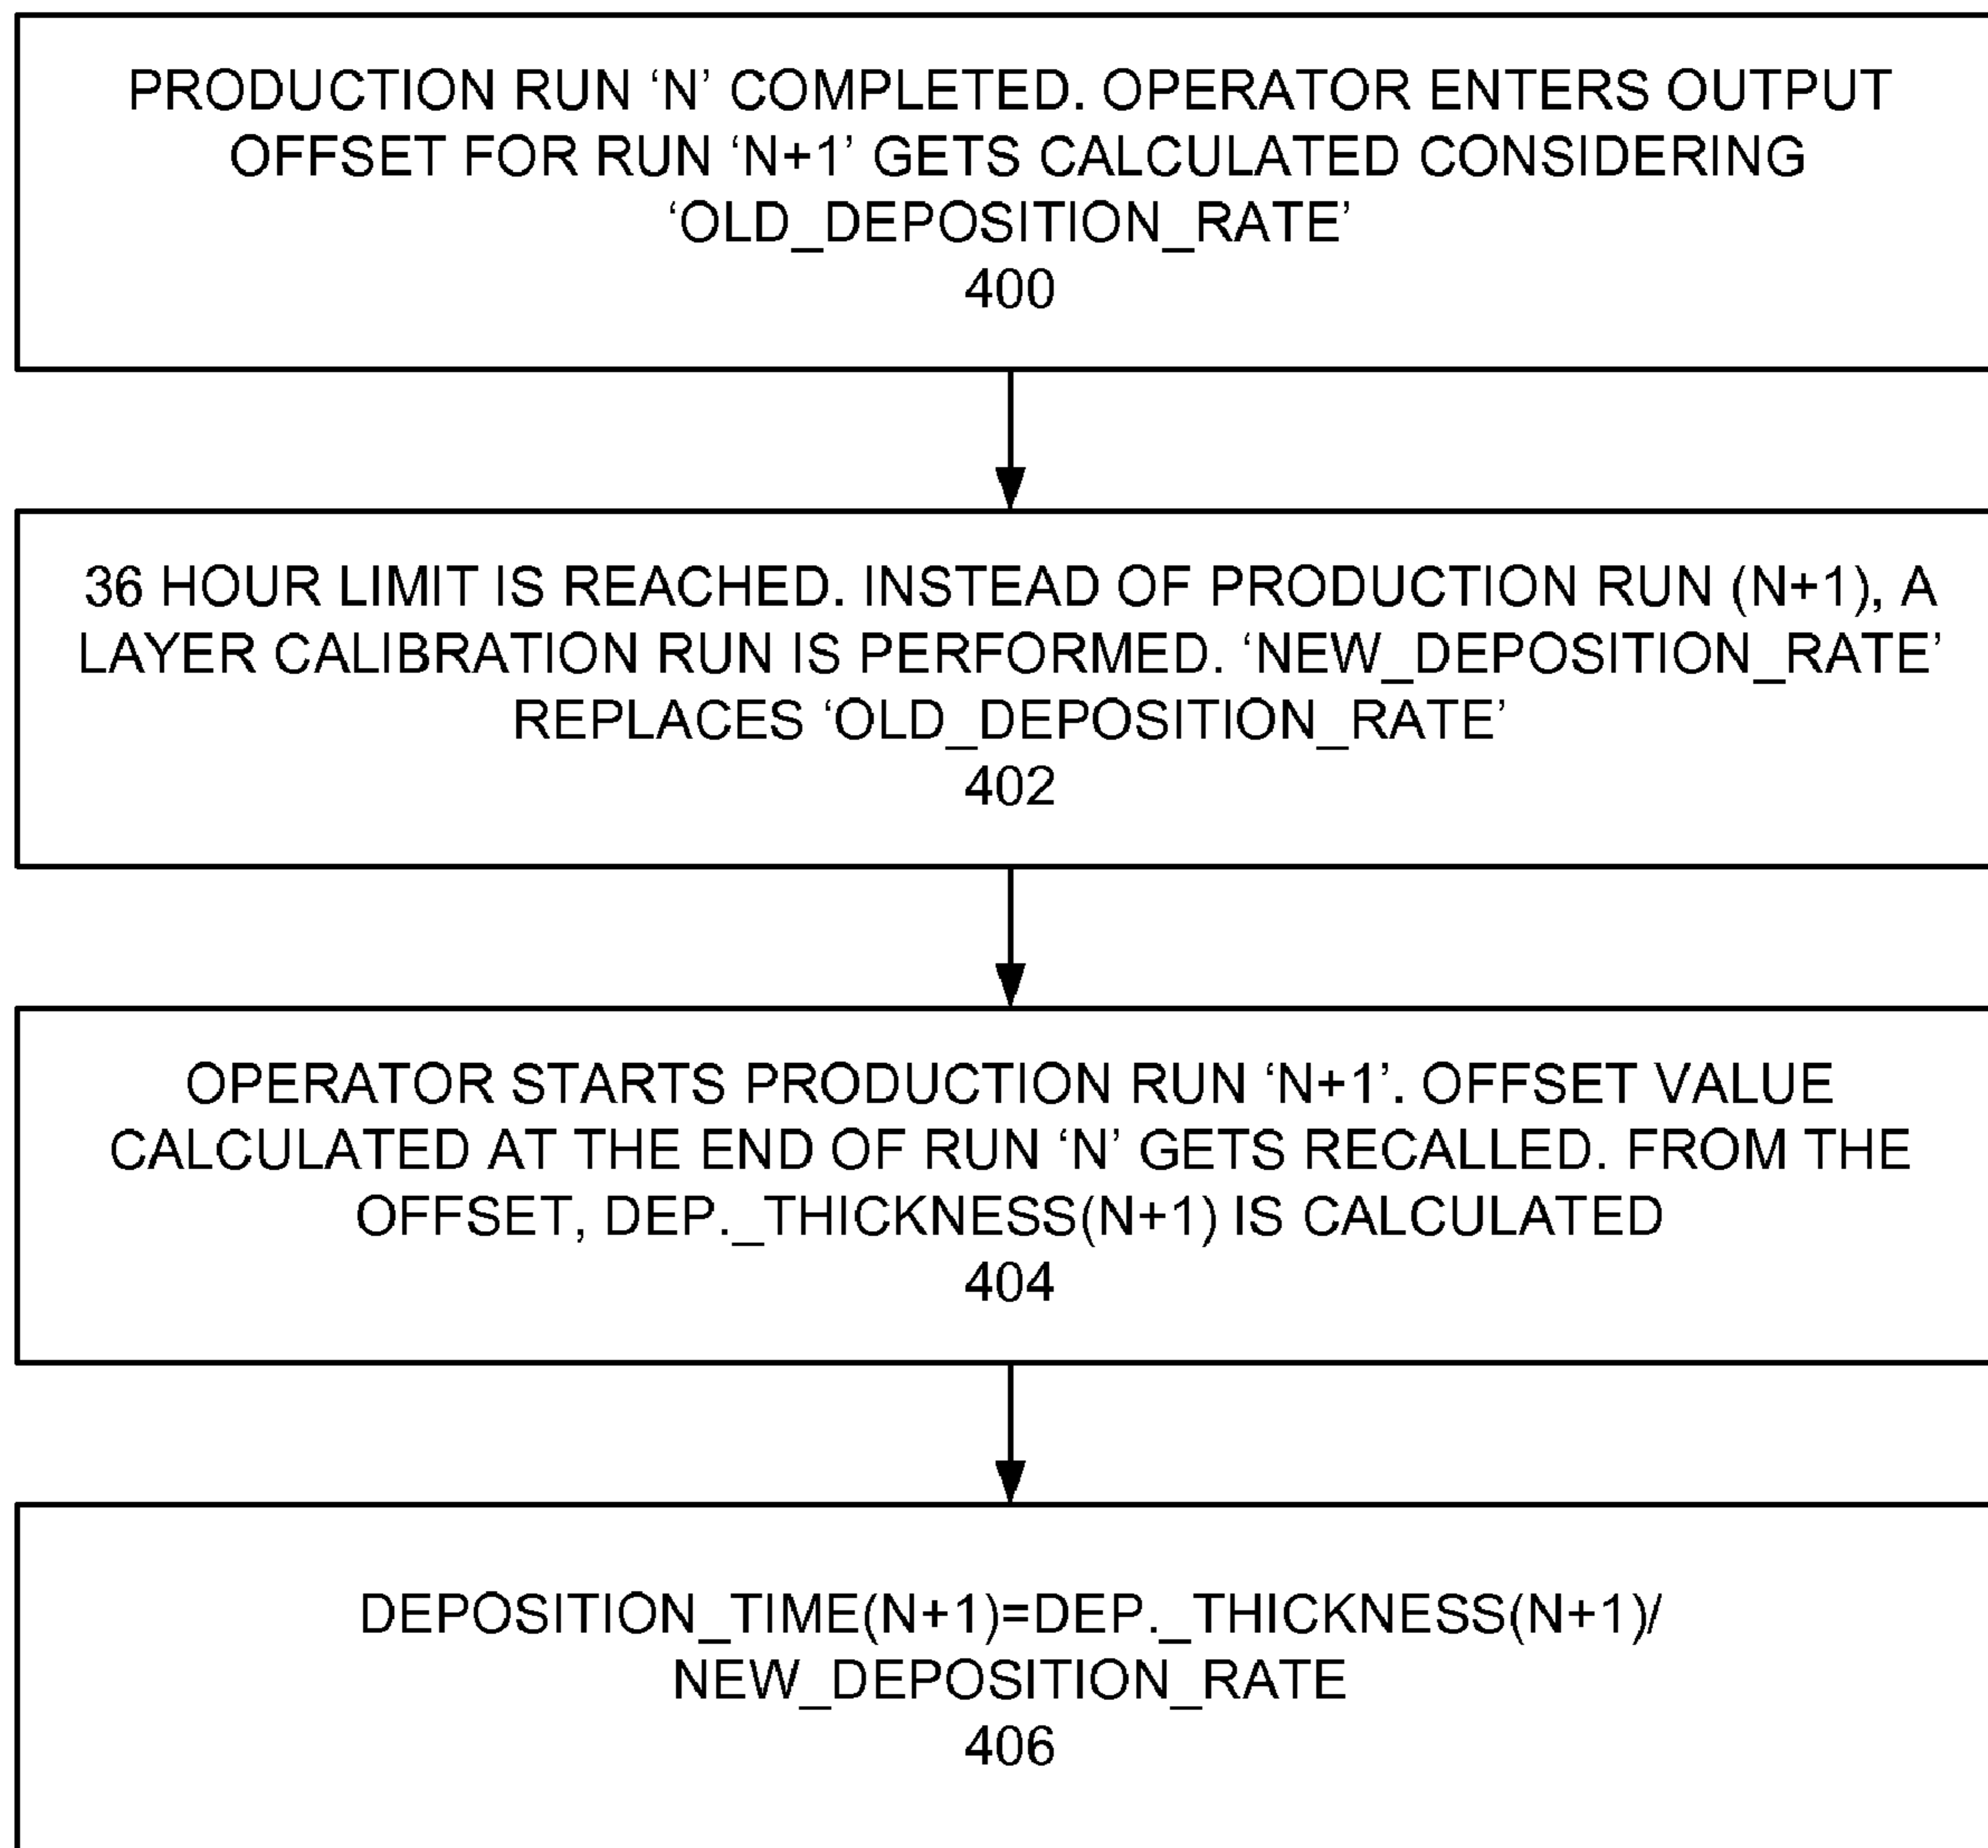 PRODUCTION RUN ‘N’ COMPLETED. OPERATOR ENTERS OUTPUT
OFFSET FOR RUN ‘N+1’ GETS CALCULATED CONSIDERING
‘OLD_DEPOSITION_RATE’
400
36 HOUR LIMIT IS REACHED. INSTEAD OF PRODUCTION RUN (N+1), A
LAYER CALIBRATION RUN IS PERFORMED. ‘NEW_DEPOSITION_RATE’
REPLACES ‘OLD_DEPOSITION_RATE’
402
OPERATOR STARTS PRODUCTION RUN ‘N+1’. OFFSET VALUE
CALCULATED AT THE END OF RUN ‘N’ GETS RECALLED. FROM THE
OFFSET, DEP._THICKNESS(N+1) IS CALCULATED
404
DEPOSITION_TIME(N+1)=DEP._THICKNESS(N+1)/
NEW_DEPOSITION_RATE
406